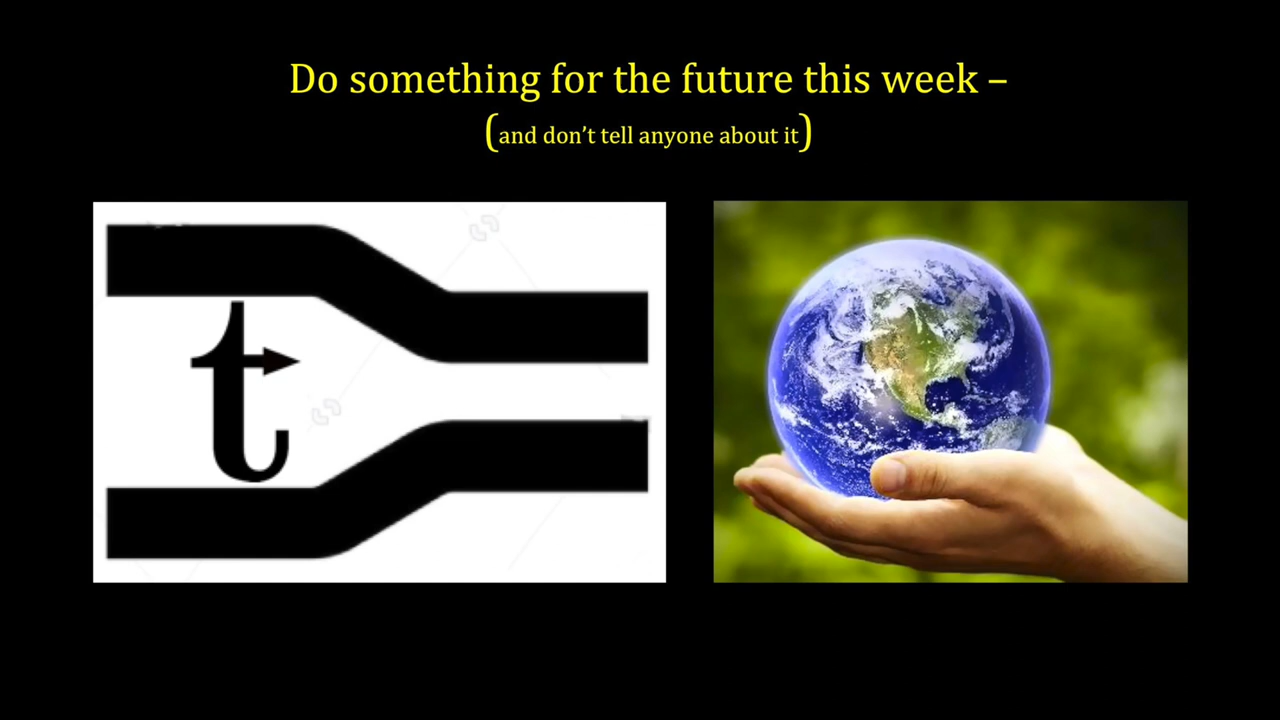 Do something for the future this week –
(and don't tell anyone about it)
t